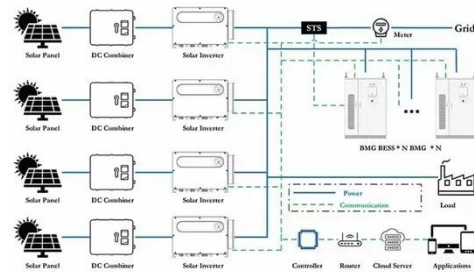 STS
Meter
Grid
Solar Panel
DC Combiner
Solar Inverter
Solar Panel
DC Combiner
Solar Inverter
BMG BESS * N BMG * N
Solar Panel
DC Combiner
Solar Inverter
Power
Communication
Load
Solar Panel
DC Combiner
Solar Inverter
Controller
Router
Cloud Server
Applications